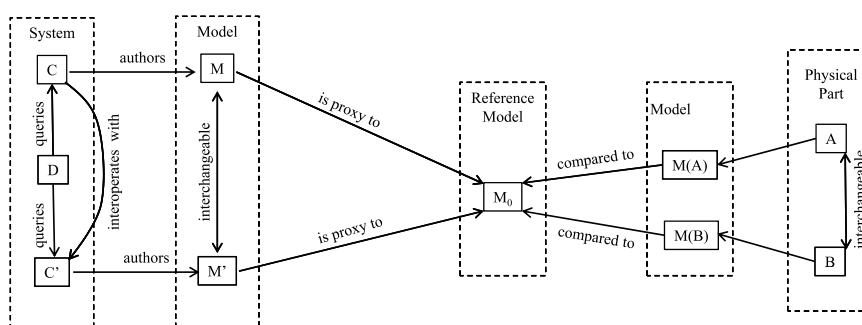 System
Model
C
authors
M
queries
interoperates with
D
queries
interchangeable
C’
authors
M’
is proxy to
is proxy to
Reference
Model
M₀
compared to
compared to
Model
M(A)
M(B)
Physical
Part
A
interchangeable
B